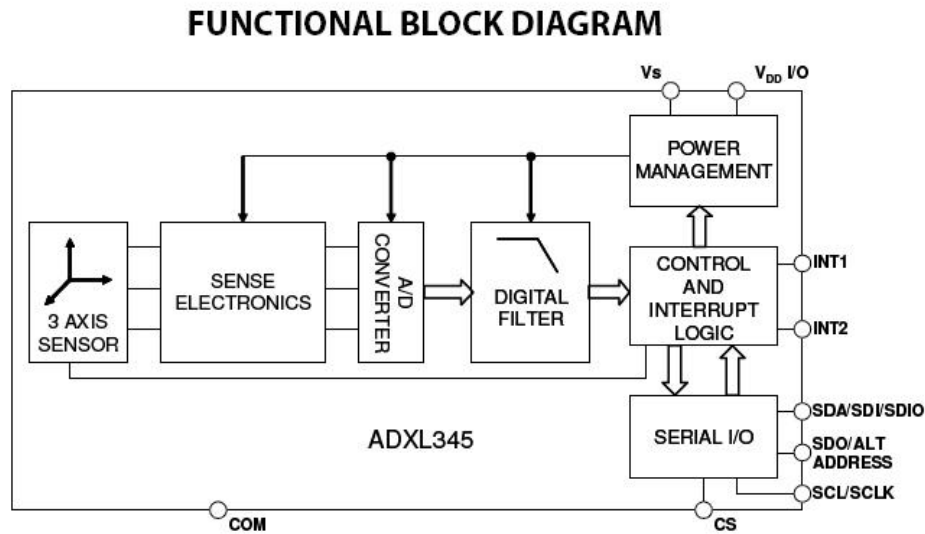 FUNCTIONAL BLOCK DIAGRAM
Vs
VDD I/O
POWER
MANAGEMENT
3 AXIS
SENSOR
SENSE
ELECTRONICS
A/D
CONVERTER
DIGITAL
FILTER
CONTROL
AND
INTERRUPT
LOGIC
INT1
INT2
SERIAL I/O
SDA/SDI/SDIO
SDO/ALT
ADDRESS
SCL/SCLK
ADXL345
COM
CS